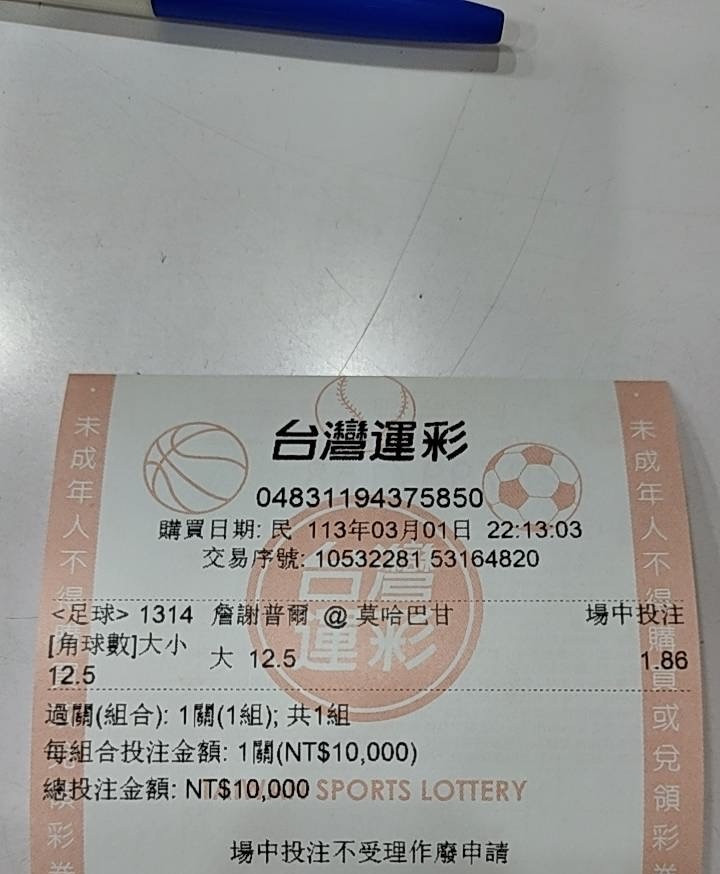 台灣運彩
04831194375850
購買日期: 民 113年03月01日 22:13:03
交易序號: 10532281 53164820
<足球> 1314 詹謝普爾 @ 莫哈巴甘 場中投注
[角球數]大小 12.5 大 12.5 1.86
過關(組合): 1關(1組); 共1組
每組合投注金額: 1關(NT$10,000)
總投注金額: NT$10,000
SPORTS LOTTERY
場中投注不受理作廢申請
台灣運彩
未成年人不得
未成年人不得購買或兌領彩券